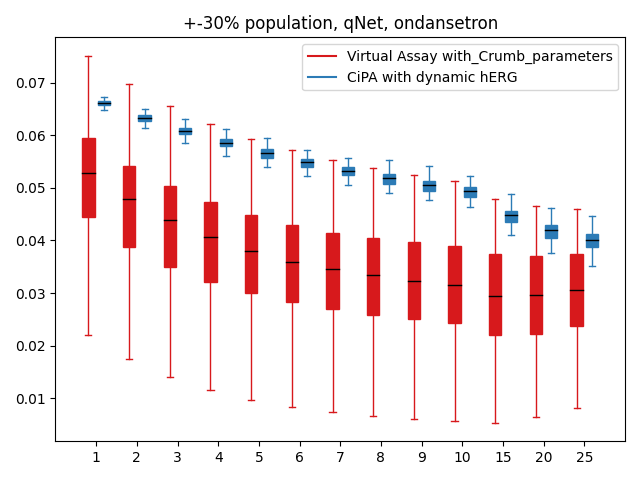 +-30% population, qNet, ondansetron
Virtual Assay with_Crumb_parameters
CiPA with dynamic hERG
0.07
0.06
0.05
0.04
0.03
0.02
0.01
1 2 3 4 5 6 7 8 9 10 15 20 25